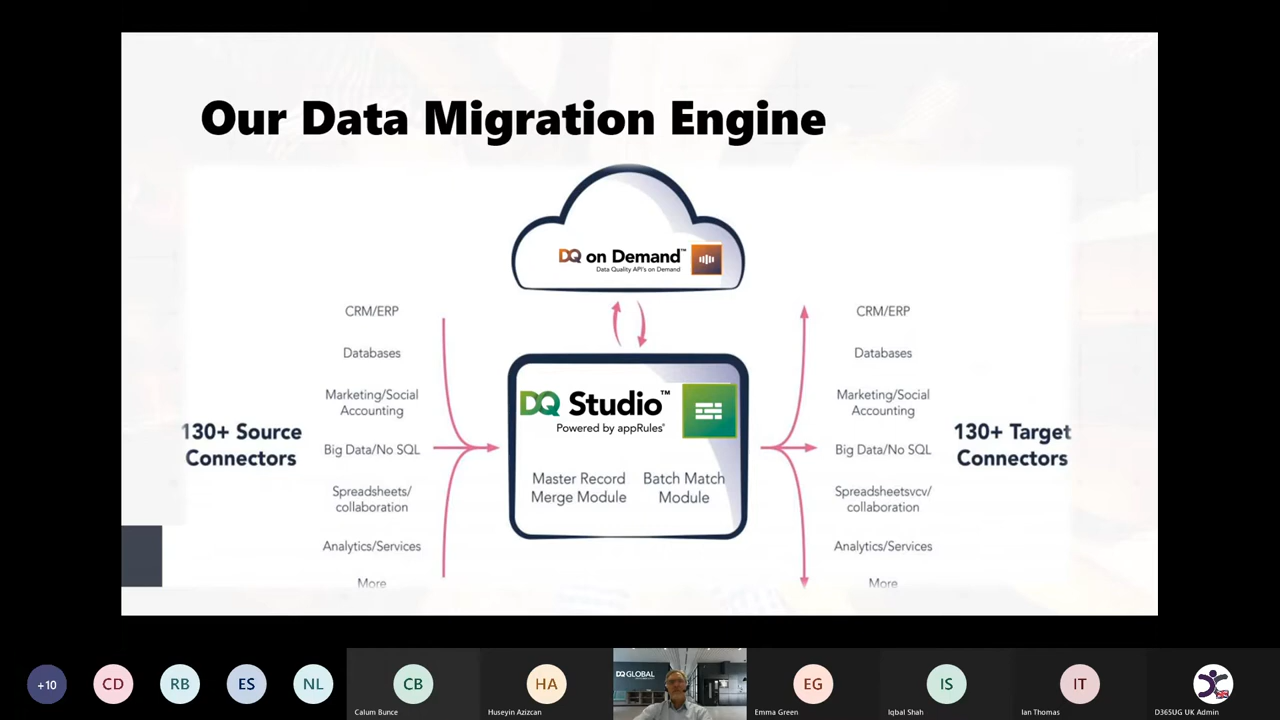 Our Data Migration Engine
DQ on Demand™
Data Quality API's on Demand
CRM/ERP
Databases
Marketing/Social
Accounting
130+ Source
Connectors
Big Data/No SQL
Spreadsheets/
collaboration
Analytics/Services
More
DQ Studio™
Powered by appRules®
Master Record
Merge Module
Batch Match
Module
CRM/ERP
Databases
Marketing/Social
Accounting
Big Data/No SQL
Spreadsheetsvcv/
collaboration
Analytics/Services
More
130+ Target
Connectors
+10
CD
RB
ES
NL
CB
Calum Bunce
HA
Huseyin Azizcan
DQ GLOBAL
EG
Emma Green
IS
Iqbal Shah
IT
Ian Thomas
D365UG UK Admin